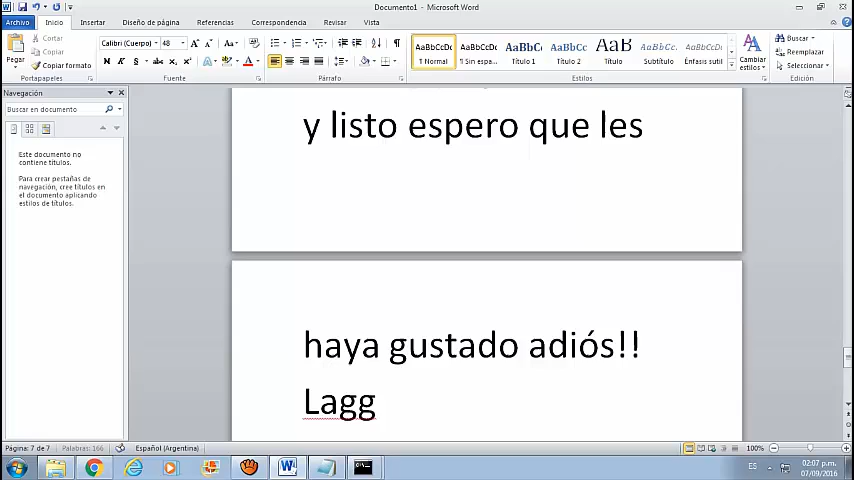 Documento1 - Microsoft Word
Archivo Inicio Insertar Diseño de página Referencias Correspondencia Revisar Vista
Pegar
Cortar
Copiar
Copiar formato
Portapapeles
Calibri (Cuerpo) 48
N K S abc x₂ x²
Fuente
Párrafo
AaBbCcDc AaBbCcDc AaBbC AaBbCc AaB AaBbCc. AaBbCcDc
¶ Normal ¶ Sin espa... Título 1 Título 2 Título Subtítulo Énfasis sutil
Estilos
Cambiar estilos
Buscar
Reemplazar
Seleccionar
Edición
Navegación
Buscar en documento
Este documento no
contiene títulos.
Para crear pestañas de
navegación, cree títulos en
el documento aplicando
estilos de títulos.
y listo espero que les
haya gustado adiós!!
Lagg
Página: 7 de 7 Palabras: 166 Español (Argentina) 100%
ES 02:07 p.m.
07/09/2016